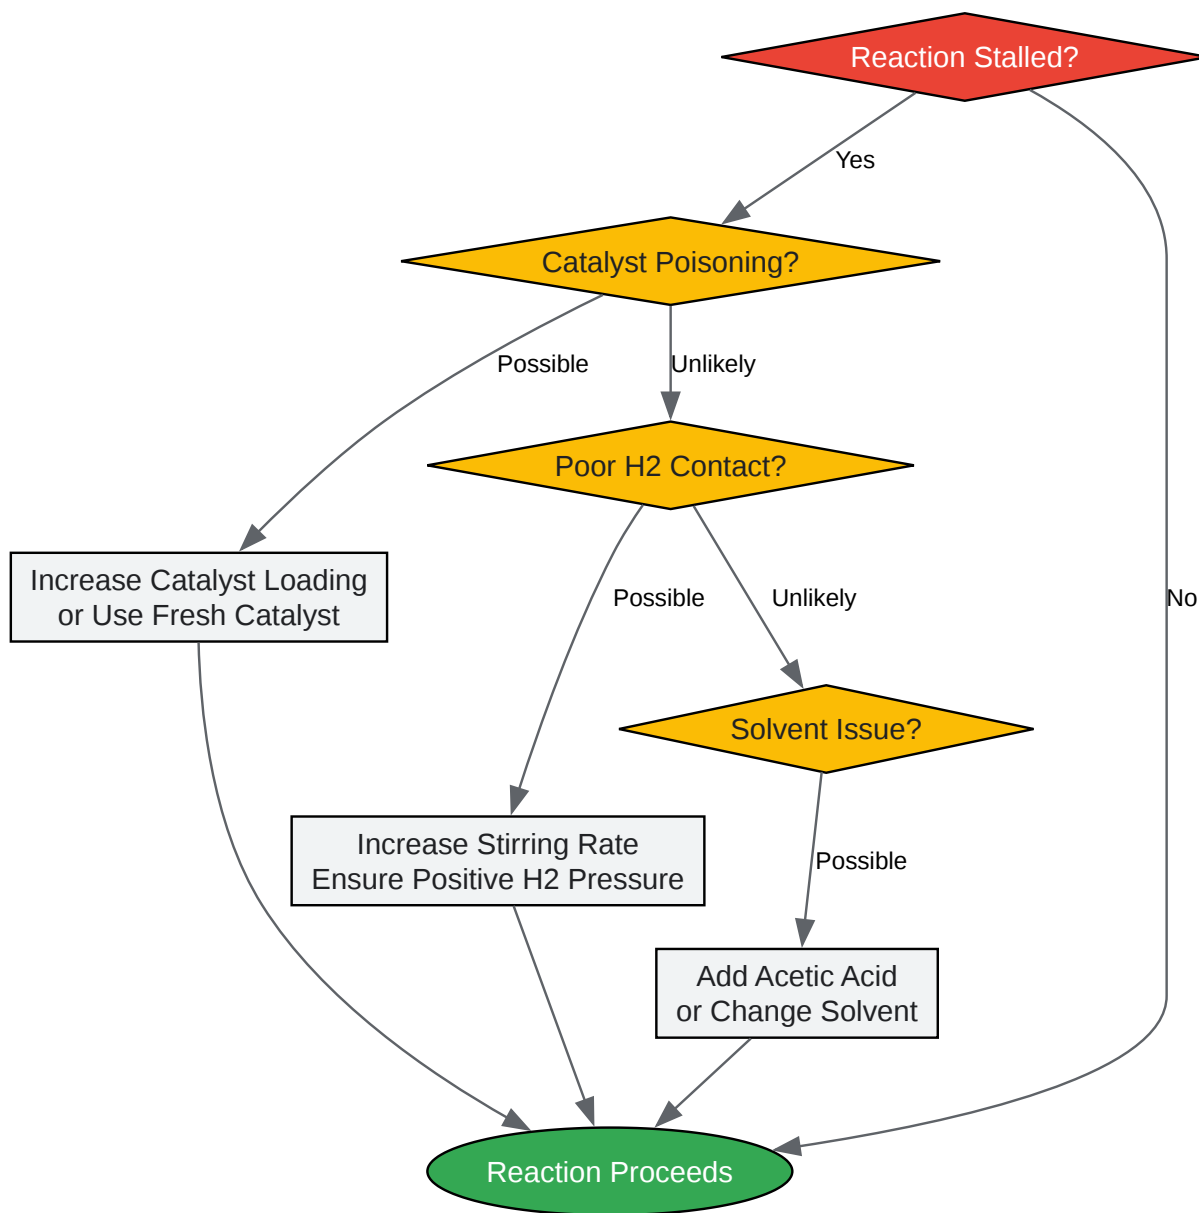 Reaction Stalled?
Yes
Catalyst Poisoning?
Possible
Unlikely
Poor H2 Contact?
Increase Catalyst Loading
or Use Fresh Catalyst
Possible
Unlikely
No
Solvent Issue?
Increase Stirring Rate
Ensure Positive H2 Pressure
Possible
Add Acetic Acid
or Change Solvent
Reaction Proceeds